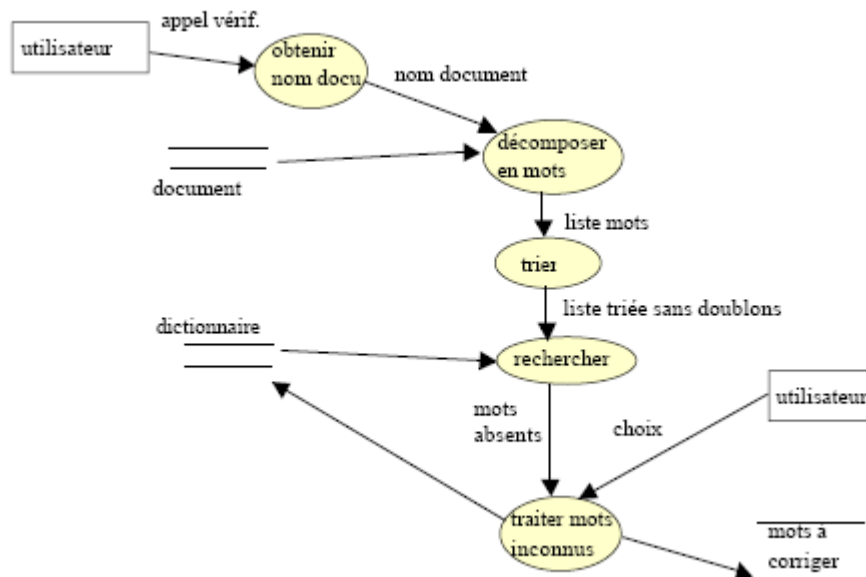 appel vérif.
utilisateur
obtenir
nom docu
nom document
décomposer
en mots
document
liste mots
trier
liste triée sans doublons
dictionnaire
rechercher
utilisateur
mots
absents
choix
traiter mots
inconnus
mots à
corriger